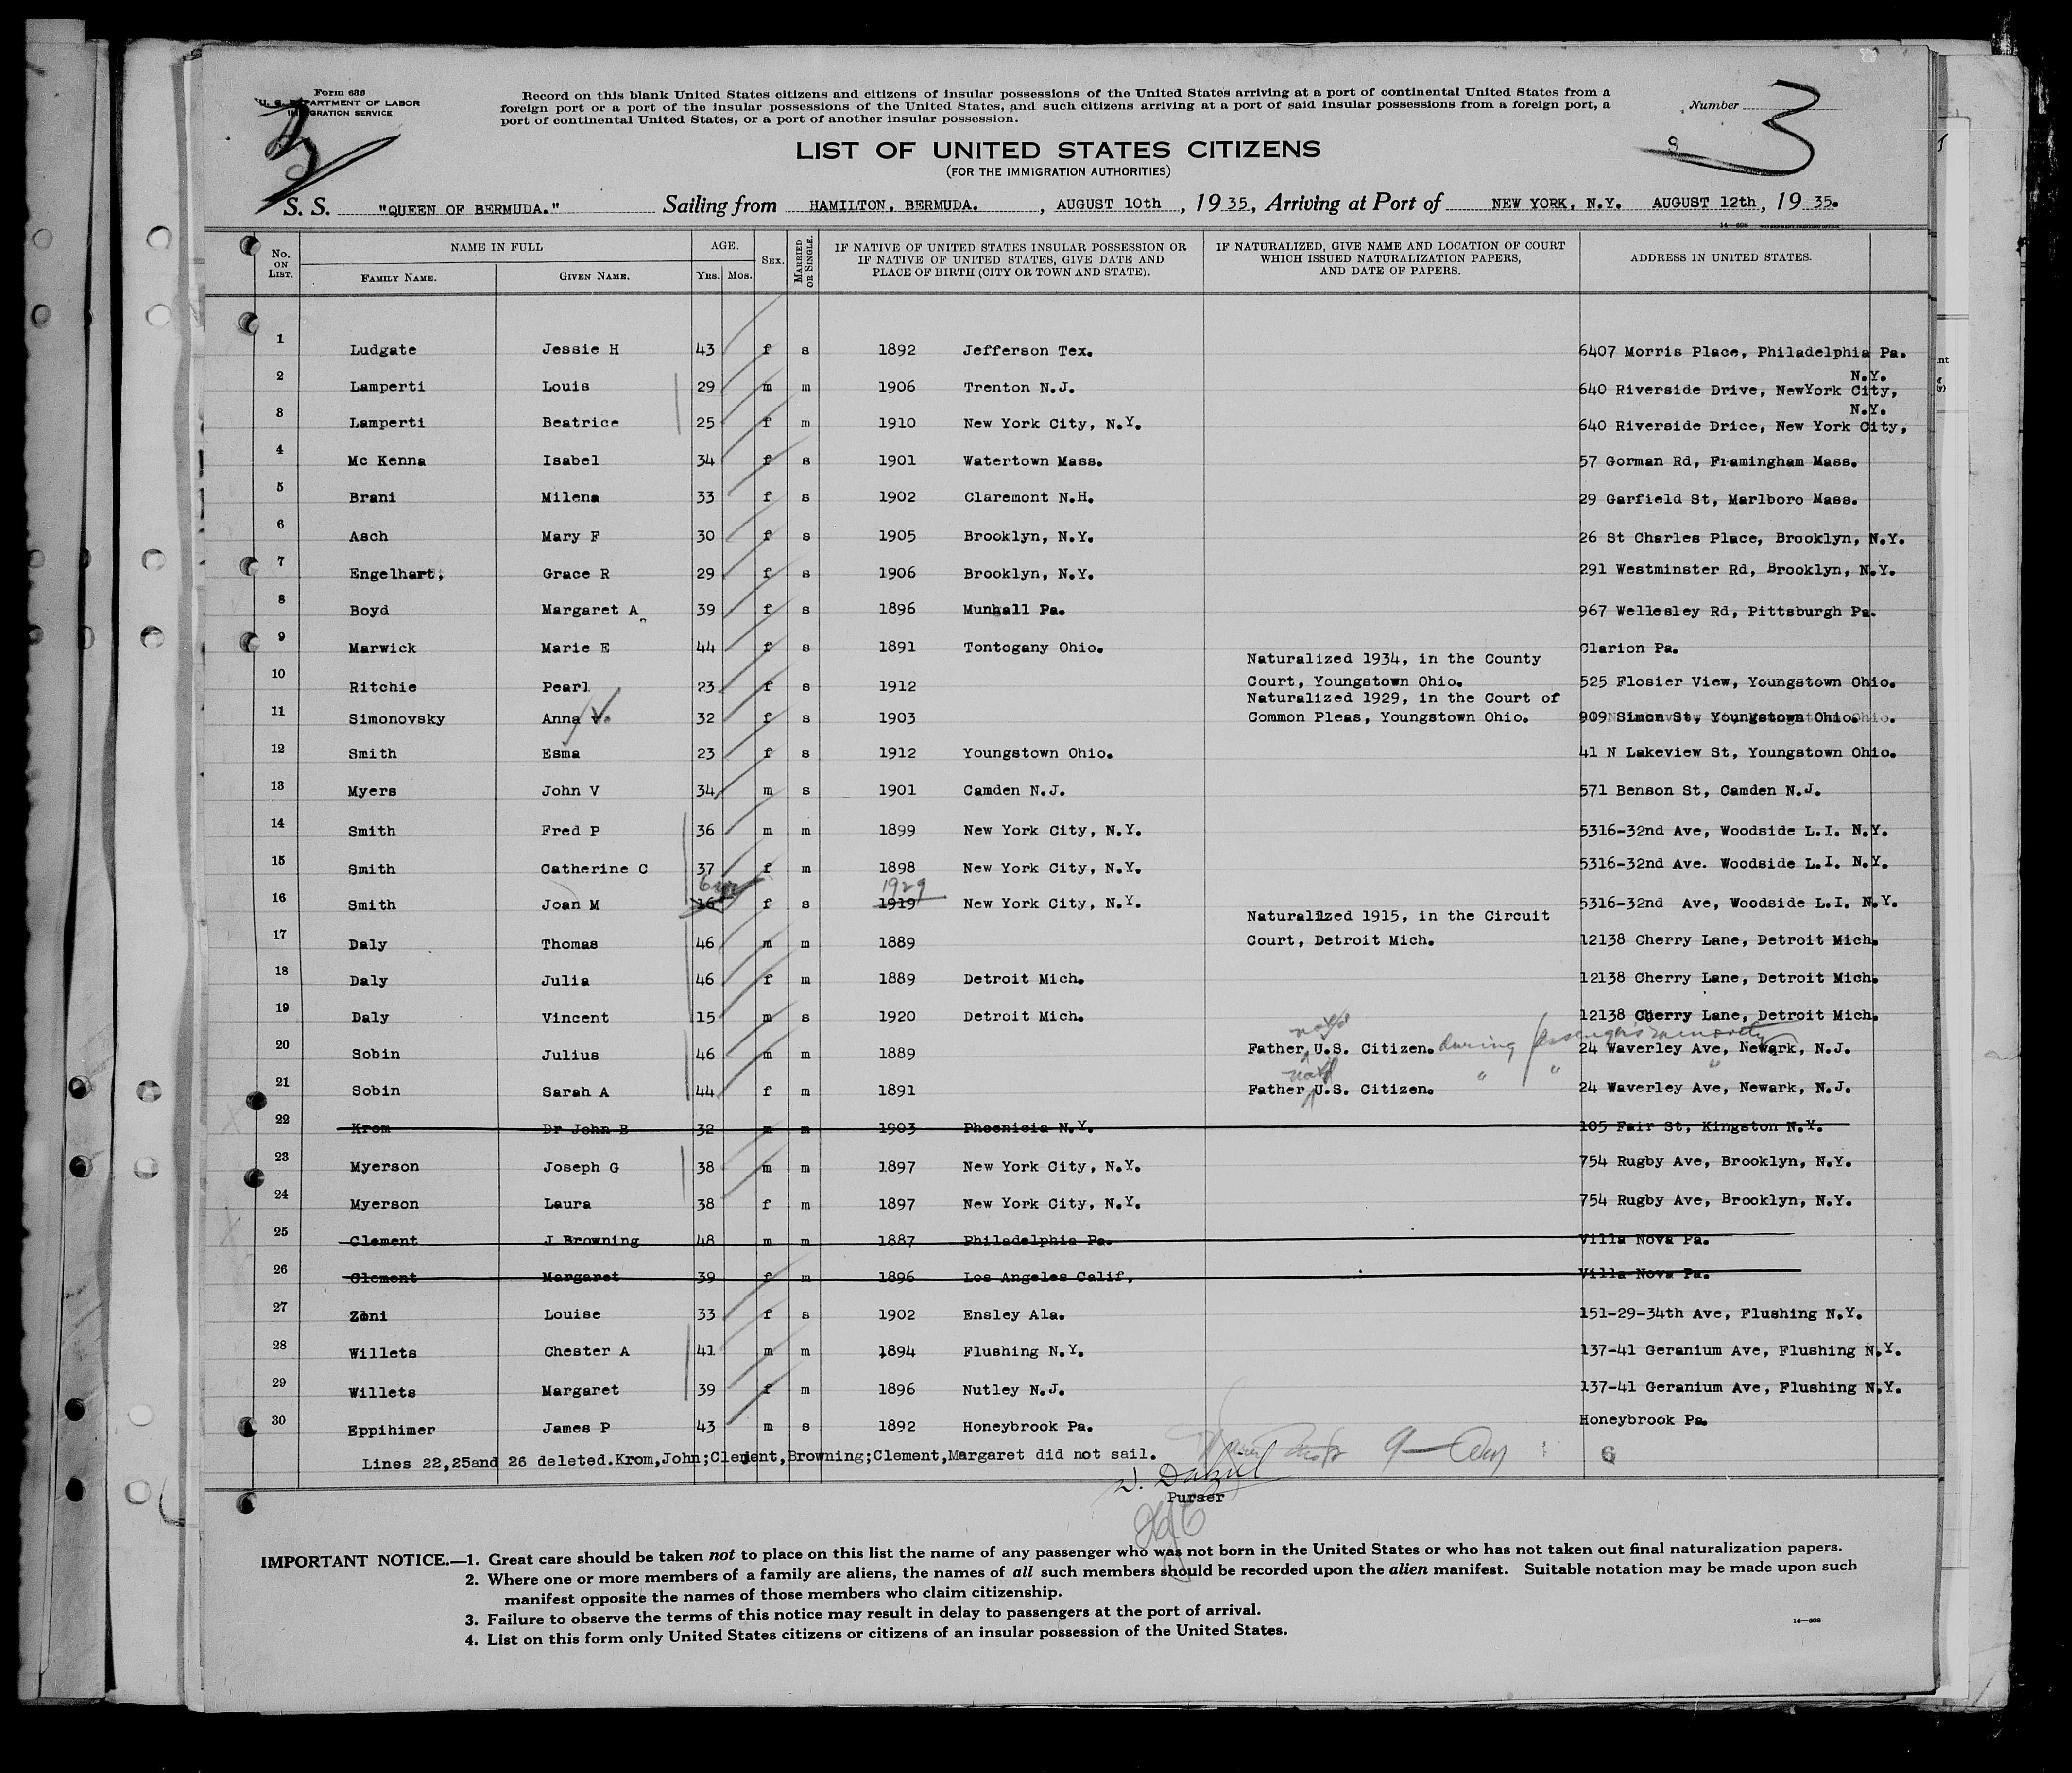 Form 636
U. S. DEPARTMENT OF LABOR
IMMIGRATION SERVICE
3
Record on this blank United States citizens and citizens of insular possessions of the United States arriving at a port of continental United States from a
foreign port or a port of the insular possessions of the United States, and such citizens arriving at a port of said insular possessions from a foreign port, a
port of continental United States, or a port of another insular possession.
Number 3
LIST OF UNITED STATES CITIZENS
(FOR THE IMMIGRATION AUTHORITIES)
S. S. "QUEEN OF BERMUDA." Sailing from HAMILTON, BERMUDA. , AUGUST 10th , 19 35, Arriving at Port of NEW YORK, N.Y. AUGUST 12th, 19 35.
No. ON LIST. NAME IN FULL FAMILY NAME. GIVEN NAME. AGE. YRS. MOS. SEX. MARRIED OR SINGLE. IF NATIVE OF UNITED STATES INSULAR POSSESSION OR IF NATIVE OF UNITED STATES, GIVE DATE AND PLACE OF BIRTH (CITY OR TOWN AND STATE). IF NATURALIZED, GIVE NAME AND LOCATION OF COURT WHICH ISSUED NATURALIZATION PAPERS, AND DATE OF PAPERS. ADDRESS IN UNITED STATES.
1 Ludgate Jessie H 43 f s 1892 Jefferson Tex. 6407 Morris Place, Philadelphia Pa.
2 Lamperti Louis 29 m m 1906 Trenton N.J. 640 Riverside Drive, NewYork City, N.Y.
3 Lamperti Beatrice 25 f m 1910 New York City, N.Y. 640 Riverside Drice, New York City, N.Y.
4 Mc Kenna Isabel 34 f s 1901 Watertown Mass. 57 Gorman Rd, Framingham Mass.
5 Brani Milena 33 f s 1902 Claremont N.H. 29 Garfield St, Marlboro Mass.
6 Asch Mary F 30 f s 1905 Brooklyn, N.Y. 26 St Charles Place, Brooklyn, N.Y.
7 Engelhart, Grace R 29 f s 1906 Brooklyn, N.Y. 291 Westminster Rd, Brooklyn, N.Y.
8 Boyd Margaret A 39 f s 1896 Munhall Pa. 967 Wellesley Rd, Pittsburgh Pa.
9 Marwick Marie E 44 f s 1891 Tontogany Ohio. Clarion Pa.
10 Ritchie Pearl 23 f s 1912 Naturalized 1934, in the County Court, Youngstown Ohio. 525 Flosier View, Youngstown Ohio.
11 Simonovsky Anna 32 f s 1903 Naturalized 1929, in the Court of Common Pleas, Youngstown Ohio. 909 Simon St, Youngstown Ohio.
12 Smith Esma 23 f s 1912 Youngstown Ohio. 41 N Lakeview St, Youngstown Ohio.
13 Myers John V 34 m s 1901 Camden N.J. 571 Benson St, Camden N.J.
14 Smith Fred P 36 m m 1899 New York City, N.Y. 5316-32nd Ave, Woodside L.I. N.Y.
15 Smith Catherine C 37 f m 1898 New York City, N.Y. 5316-32nd Ave. Woodside L.I. N.Y.
16 Smith Joan M 16 f s 1919 1929 New York City, N.Y. 5316-32nd Ave, Woodside L.I. N.Y.
17 Daly Thomas 46 m m 1889 Naturalized 1915, in the Circuit Court, Detroit Mich. 12138 Cherry Lane, Detroit Mich.
18 Daly Julia 46 f m 1889 Detroit Mich. 12138 Cherry Lane, Detroit Mich.
19 Daly Vincent 15 m s 1920 Detroit Mich. 12138 Cherry Lane, Detroit Mich.
20 Sobin Julius 46 m m 1889 Father nat'd U.S. Citizen. during passenger's minority 24 Waverley Ave, Newark, N.J.
21 Sobin Sarah A 44 f m 1891 Father nat'd U.S. Citizen. " " " 24 Waverley Ave, Newark, N.J.
22 Krom Dr John B 32 m m 1903 Phoenicia N.Y. 105 Fair St, Kingston N.Y.
23 Myerson Joseph G 38 m m 1897 New York City, N.Y. 754 Rugby Ave, Brooklyn, N.Y.
24 Myerson Laura 38 f m 1897 New York City, N.Y. 754 Rugby Ave, Brooklyn, N.Y.
25 Clement J Browning 48 m m 1887 Philadelphia Pa. Villa Nova Pa.
26 Clement Margaret 39 f m 1896 Los Angeles Calif, Villa Nova Pa.
27 Zoni Louise 33 f s 1902 Ensley Ala. 151-29-34th Ave, Flushing N.Y.
28 Willets Chester A 41 m m 1894 Flushing N.Y. 137-41 Geranium Ave, Flushing N.Y.
29 Willets Margaret 39 f m 1896 Nutley N.J. 137-41 Geranium Ave, Flushing N.Y.
30 Eppihimer James P 43 m s 1892 Honeybrook Pa. Honeybrook Pa
Lines 22,25and 26 deleted.Krom,John;Clement,Browning;Clement,Margaret did not sail.
6
Purser
IMPORTANT NOTICE.—1. Great care should be taken not to place on this list the name of any passenger who was not born in the United States or who has not taken out final naturalization papers.
2. Where one or more members of a family are aliens, the names of all such members should be recorded upon the alien manifest. Suitable notation may be made upon such
manifest opposite the names of those members who claim citizenship.
3. Failure to observe the terms of this notice may result in delay to passengers at the port of arrival.
4. List on this form only United States citizens or citizens of an insular possession of the United States.
14—608